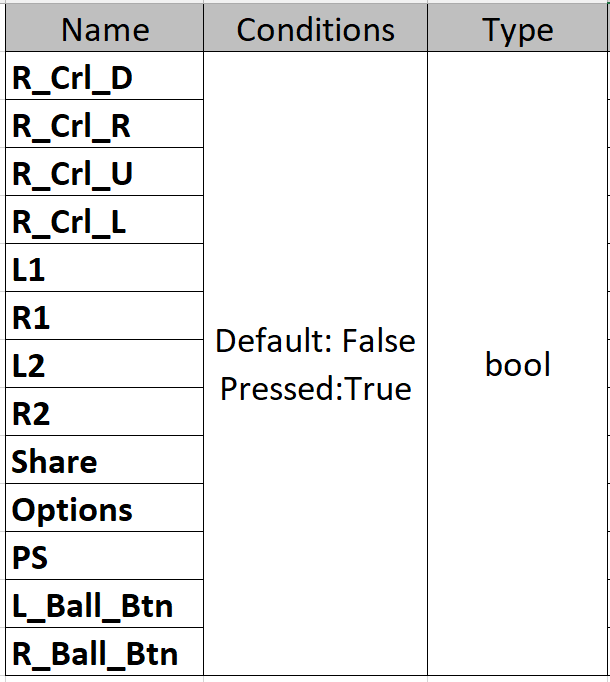 Name Conditions Type
R_Crl_D
R_Crl_R
R_Crl_U
R_Crl_L
L1
R1
L2
R2
Share
Options
PS
L_Ball_Btn
R_Ball_Btn
Default: False
Pressed:True
bool